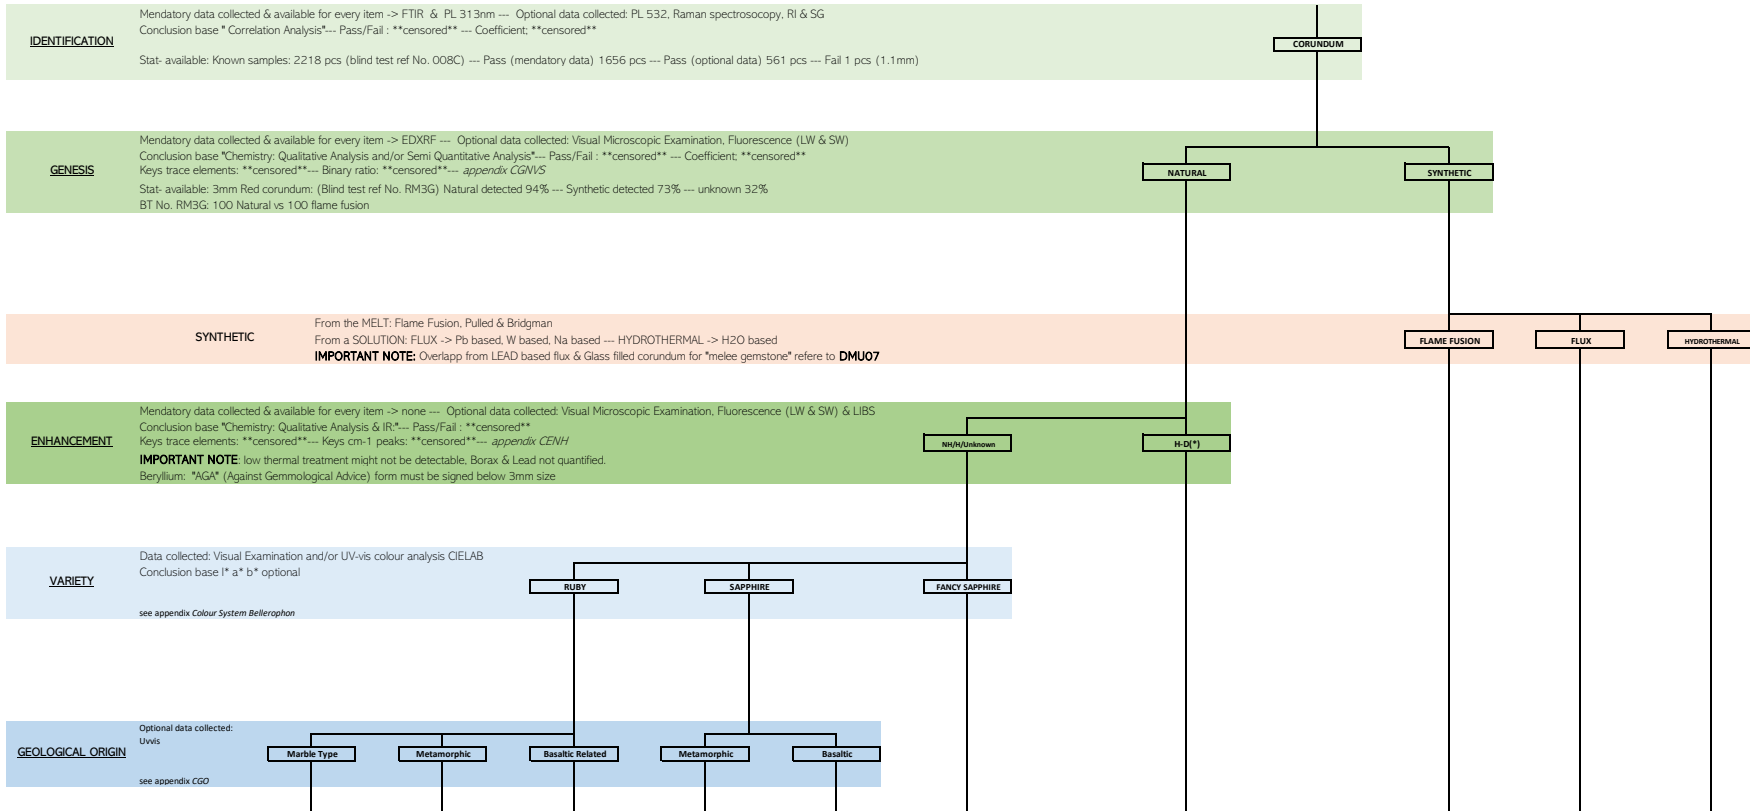 Mendatory data collected & available for every item -> FTIR & PL 313nm --- Optional data collected: PL 532, Raman spectrosocopy, RI & SG
IDENTIFICATION
Conclusion base " Correlation Analysis"--- Pass/Fail : **censored** --- Coefficient; **censored**
CORUNDUM
Stat- available: Known samples: 2218 pcs (blind test ref No. 008C) --- Pass (mendatory data) 1656 pcs --- Pass (optional data) 561 pcs --- Fail 1 pcs (1.1mm)
Mendatory data collected & available for every item -> EDXRF --- Optional data collected: Visual Microscopic Examination, Fluorescence (LW & SW)
Conclusion base "Chemistry: Qualitative Analysis and/or Semi Quantitative Analysis"--- Pass/Fail : **censored** --- Coefficient; **censored**
GENESIS
Keys trace elements: **censored**--- Binary ratio: **censored**--- appendix CGNVS
NATURAL
SYNTHETIC
Stat- available: 3mm Red corundum: (Blind test ref No. RM3G) Natural detected 94% --- Synthetic detected 73% --- unknown 32%
BT No. RM3G: 100 Natural vs 100 flame fusion
From the MELT: Flame Fusion, Pulled & Bridgman
SYNTHETIC
From a SOLUTION: FLUX -> Pb based, W based, Na based --- HYDROTHERMAL -> H2O based
FLAME FUSION
FLUX
HYDROTHERMAL
IMPORTANT NOTE: Overlapp from LEAD based flux & Glass filled corundum for "melee gemstone" refere to DMU07
Mendatory data collected & available for every item -> none --- Optional data collected: Visual Microscopic Examination, Fluorescence (LW & SW) & LIBS
Conclusion base "Chemistry: Qualitative Analysis & IR:"--- Pass/Fail : **censored**
ENHANCEMENT
Keys trace elements: **censored**--- Keys cm-1 peaks: **censored**--- appendix CENH
NH/H/Unknown
H-D(*)
IMPORTANT NOTE: low thermal treatment might not be detectable, Borax & Lead not quantified.
Beryllium: "AGA" (Against Gemmological Advice) form must be signed below 3mm size
Data collected: Visual Examination and/or UV-vis colour analysis CIELAB
Conclusion base l* a* b* optional
VARIETY
RUBY
SAPPHIRE
FANCY SAPPHIRE
see appendix Colour System Bellerophon
Optional data collected:
Uvvis
GEOLOGICAL ORIGIN
Marble Type
Metamorphic
Basaltic Related
Metamorphic
Basaltic
see appendix CGO